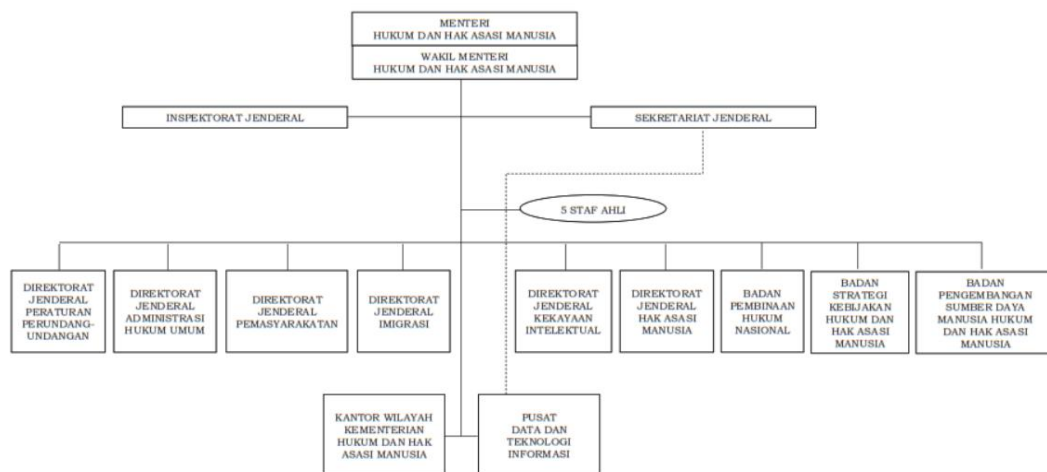 MENTERI
HUKUM DAN HAK ASASI MANUSIA
WAKIL MENTERI
HUKUM DAN HAK ASASI MANUSIA
INSPEKTORAT JENDERAL
SEKRETARIAT JENDERAL
5 STAF AHLI
DIREKTORAT
JENDERAL
PERATURAN
PERUNDANG-
UNDANGAN
DIREKTORAT
JENDERAL
ADMINISTRASI
HUKUM UMUM
DIREKTORAT
JENDERAL
PEMASYARAKATAN
DIREKTORAT
JENDERAL
IMIGRASI
DIREKTORAT
JENDERAL
KEKAYAAN
INTELEKTUAL
DIREKTORAT
JENDERAL
HAK ASASI
MANUSIA
BADAN
PEMBINAAN
HUKUM
NASIONAL
BADAN
STRATEGI
KEBIJAKAN
HUKUM DAN
HAK ASASI
MANUSIA
BADAN
PENGEMBANGAN
SUMBER DAYA
MANUSIA HUKUM
DAN HAK ASASI
MANUSIA
KANTOR WILAYAH
KEMENTERIAN
HUKUM DAN HAK
ASASI MANUSIA
PUSAT
DATA DAN
TEKNOLOGI
INFORMASI